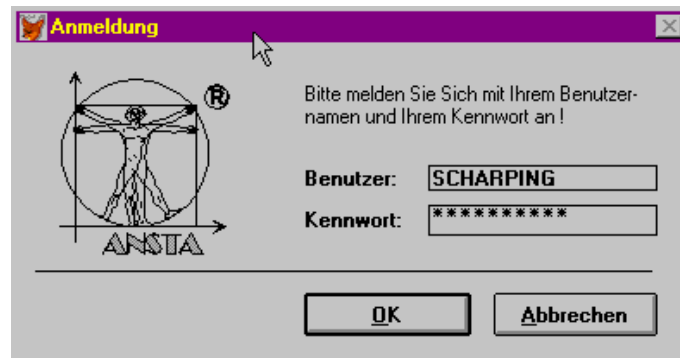 Anmeldung
®
Bitte melden Sie Sich mit Ihrem Benutzer-
namen und Ihrem Kennwort an !
Benutzer: SCHARPING
Kennwort: **********
ANSTA
OK Abbrechen